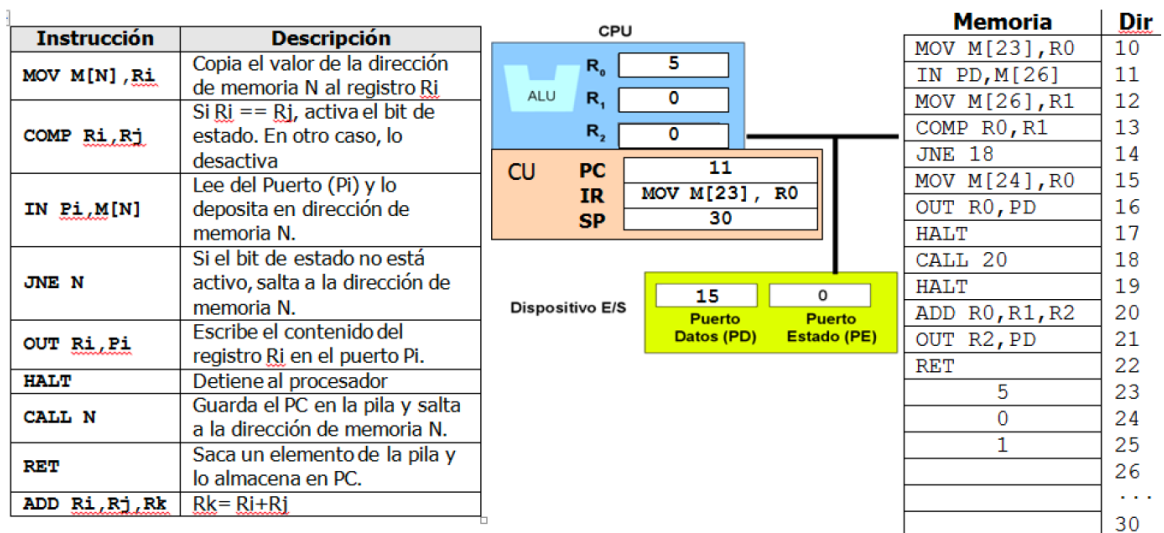 Instrucción Descripción
MOV M[N],Ri Copia el valor de la dirección
de memoria N al registro Ri
COMP Ri,Rj Si Ri == Rj, activa el bit de
estado. En otro caso, lo
desactiva
IN Pi,M[N] Lee del Puerto (Pi) y lo
deposita en dirección de
memoria N.
JNE N Si el bit de estado no está
activo, salta a la dirección de
memoria N.
OUT Ri,Pi Escribe el contenido del
registro Ri en el puerto Pi.
HALT Detiene al procesador
CALL N Guarda el PC en la pila y salta
a la dirección de memoria N.
RET Saca un elemento de la pila y
lo almacena en PC.
ADD Ri,Rj,Rk Rk= Ri+Rj
CPU
ALU
R0 5
R1 0
R2 0
CU
PC 11
IR MOV M[23], R0
SP 30
Dispositivo E/S
15 0
Puerto Puerto
Datos (PD) Estado (PE)
Memoria Dir
MOV M[23],R0 10
IN PD,M[26] 11
MOV M[26],R1 12
COMP R0,R1 13
JNE 18 14
MOV M[24],R0 15
OUT R0,PD 16
HALT 17
CALL 20 18
HALT 19
ADD R0,R1,R2 20
OUT R2,PD 21
RET 22
5 23
0 24
1 25
26
...
30